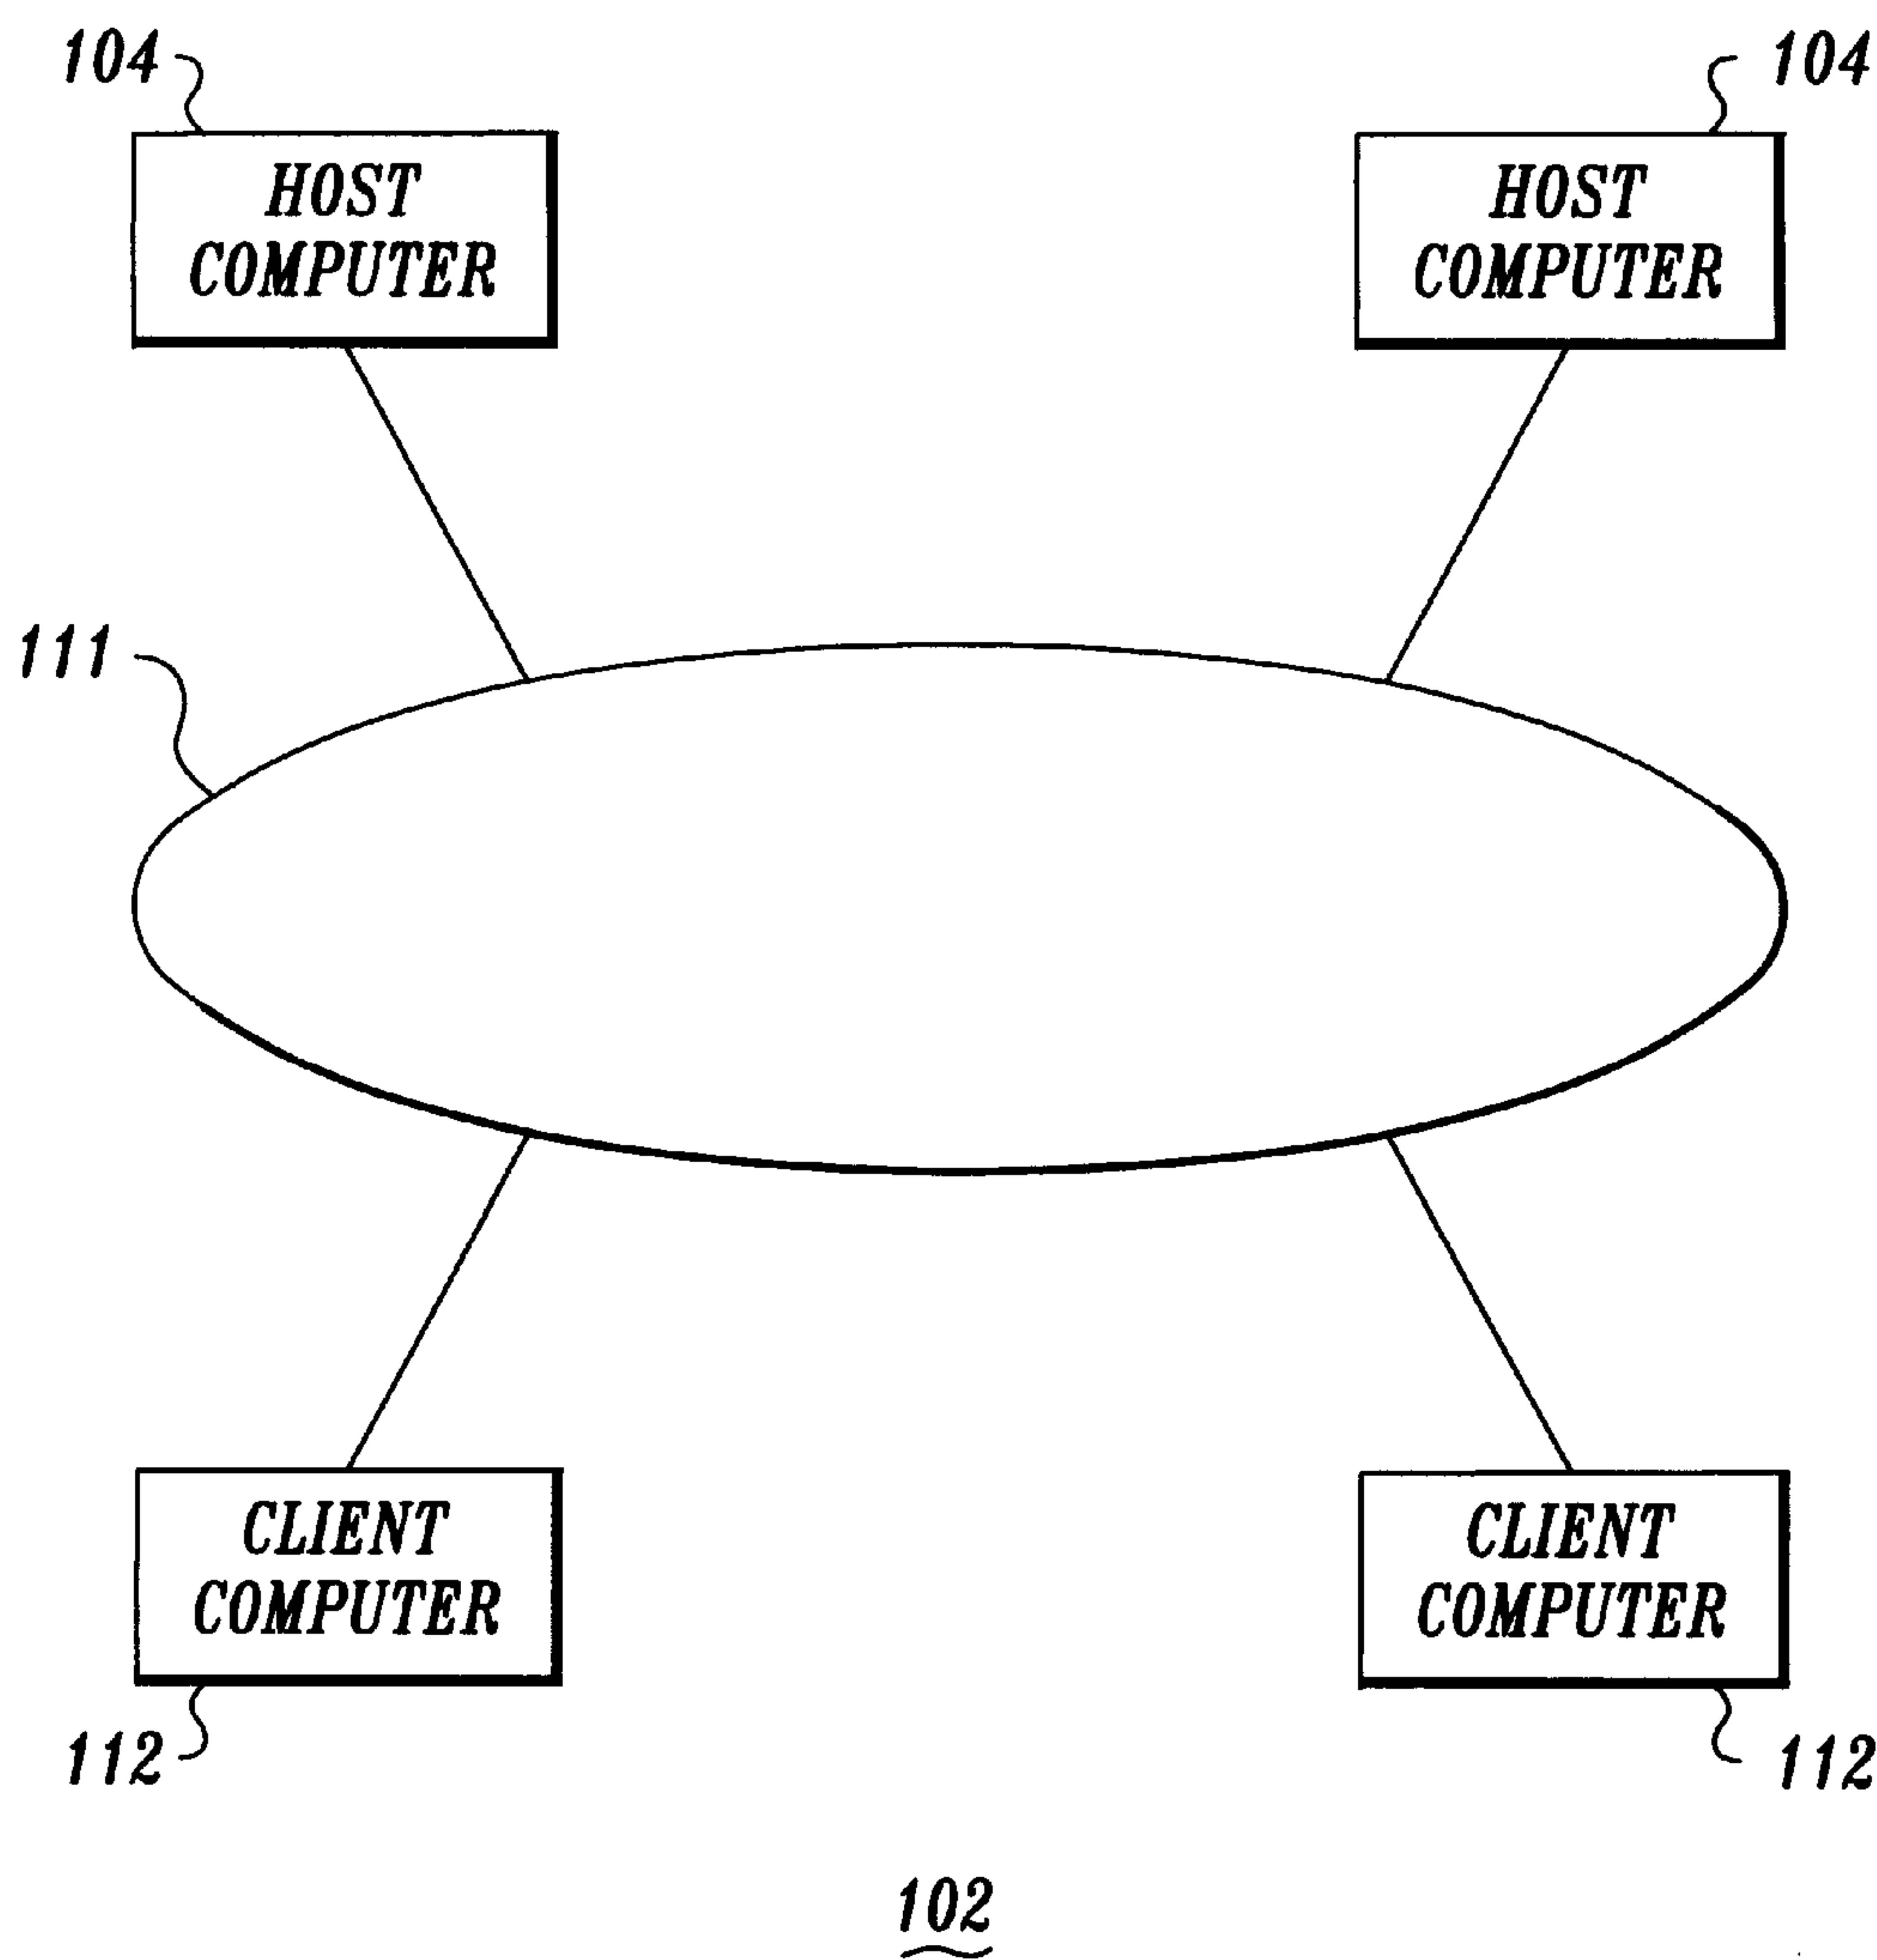 104
104
HOST
COMPUTER
HOST
COMPUTER
111
CLIENT
COMPUTER
CLIENT
COMPUTER
112
112
102